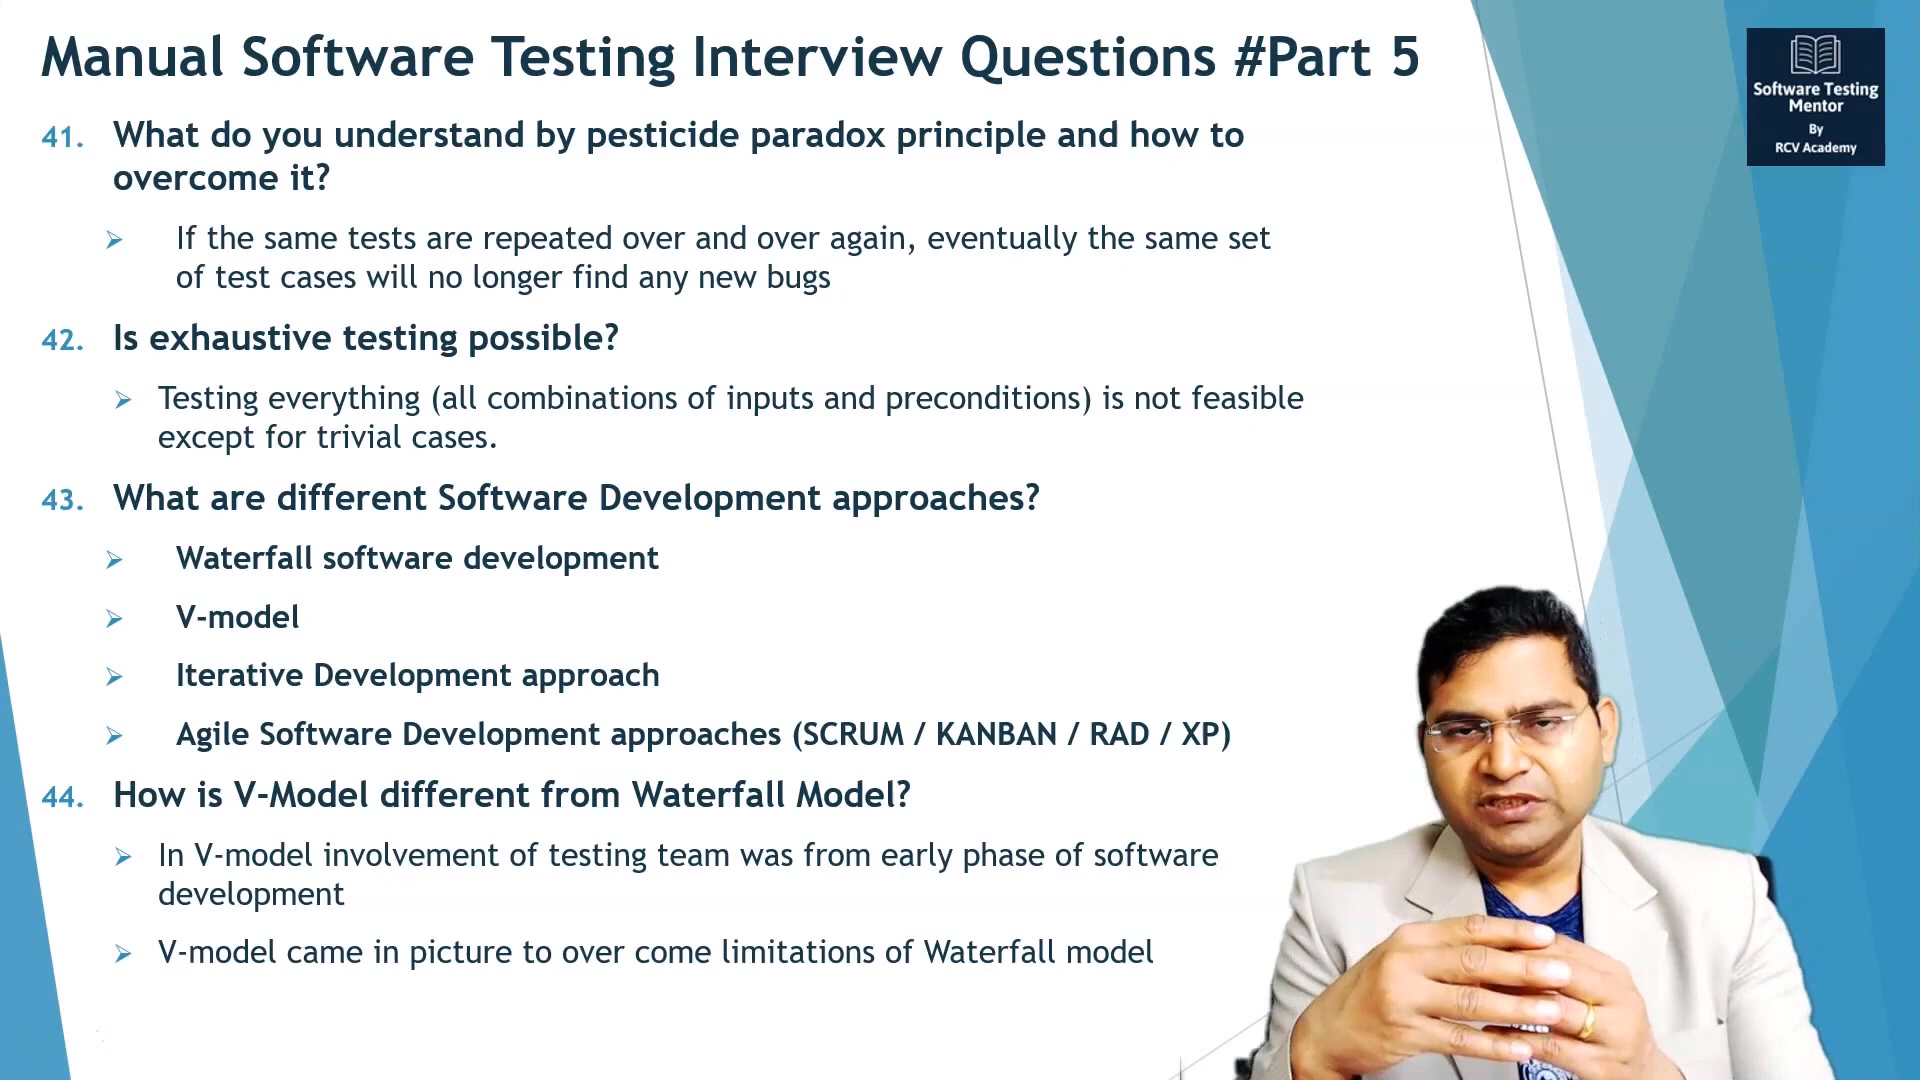 Manual Software Testing Interview Questions #Part 5
Software Testing
Mentor
By
RCV Academy
41. What do you understand by pesticide paradox principle and how to
overcome it?
If the same tests are repeated over and over again, eventually the same set
of test cases will no longer find any new bugs
42. Is exhaustive testing possible?
Testing everything (all combinations of inputs and preconditions) is not feasible
except for trivial cases.
43. What are different Software Development approaches?
Waterfall software development
V-model
Iterative Development approach
Agile Software Development approaches (SCRUM / KANBAN / RAD / XP)
44. How is V-Model different from Waterfall Model?
In V-model involvement of testing team was from early phase of software
development
V-model came in picture to over come limitations of Waterfall model